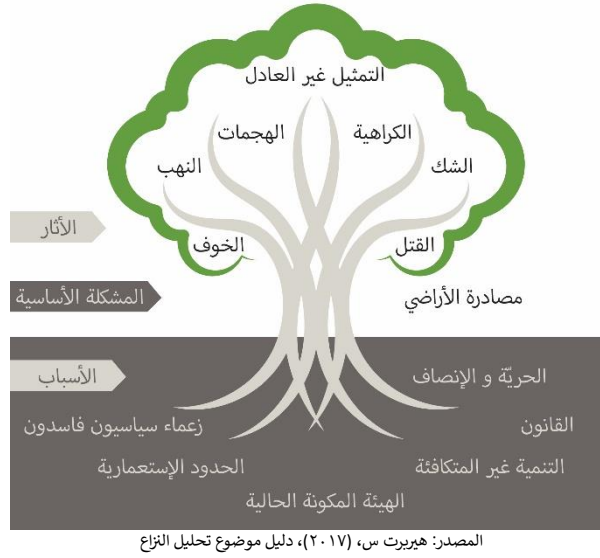 التمثيل غير العادل
الكراهية
الهجمات
الشك
النهب
الأثار
القتل
الخوف
المشكلة الأساسية
مصادرة الأراضي
الأسباب
الحريّة و الإنصاف
القانون
زعماء سياسيون فاسدون
التنمية غير المتكافئة
الحدود الإستعمارية
الهيئة المكونة الحالية
المصدر: هيربرت س، (٢٠١٧)، دليل موضوع تحليل النزاع